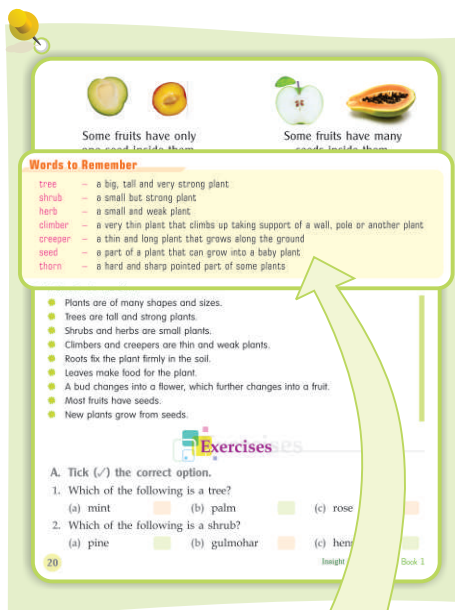 Some fruits have only
Some fruits have many
Words to Remember
tree – a big, tall and very strong plant
shrub – a small but strong plant
herb – a small and weak plant
climber – a very thin plant that climbs up taking support of a wall, pole or another plant
creeper – a thin and long plant that grows along the ground
seed – a part of a plant that can grow into a baby plant
thorn – a hard and sharp pointed part of some plants
Plants are of many shapes and sizes.
Trees are tall and strong plants.
Shrubs and herbs are small plants.
Climbers and creepers are thin and weak plants.
Roots fix the plant firmly in the soil.
Leaves make food for the plant.
A bud changes into a flower, which further changes into a fruit.
Most fruits have seeds.
New plants grow from seeds.
Exercises
A. Tick (✓) the correct option.
1. Which of the following is a tree?
(a) mint (b) palm (c) rose
2. Which of the following is a shrub?
(a) pine (b) gulmohar (c)
20 Insight Book 1